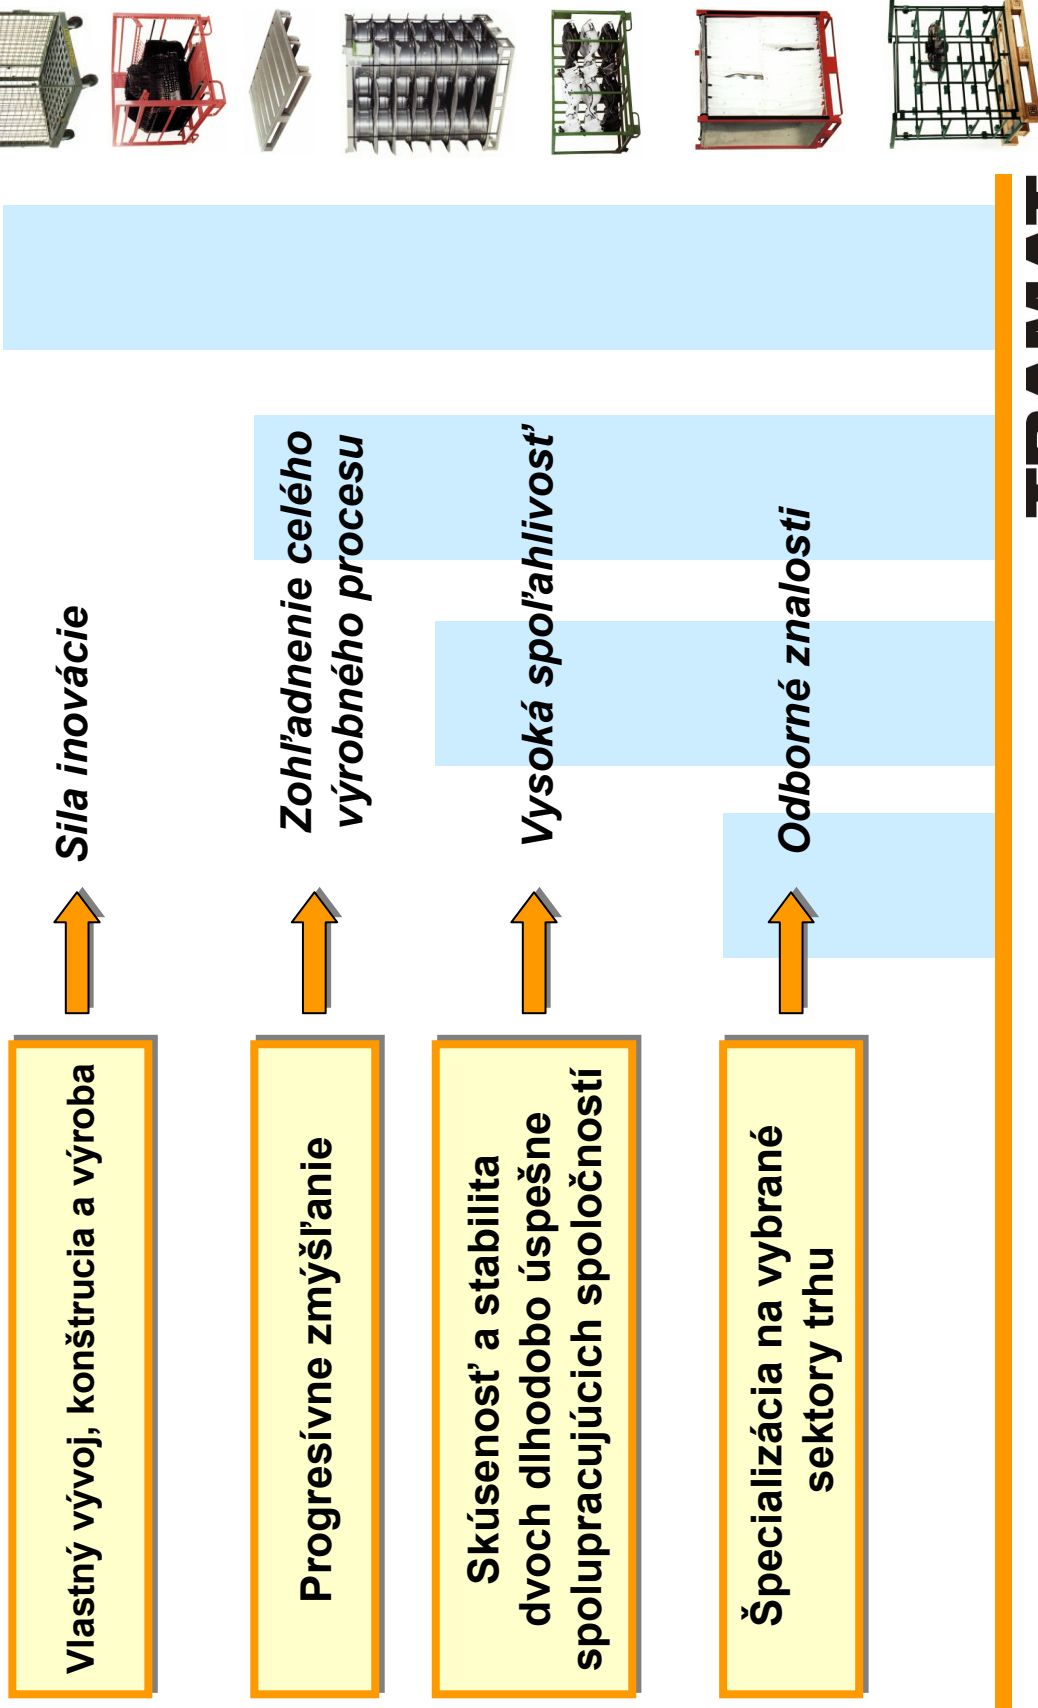 Vlastný vývoj, konštrucia a výroba
Sila inovácie
Progresívne zmýšľanie
Zohľadnenie celého
výrobného procesu
Skúsenosť a stabilita
dvoch dlhodobo úspešne
spolupracujúcich spoločností
Vysoká spoľahlivosť
Špecializácia na vybrané
sektory trhu
Odborné znalosti